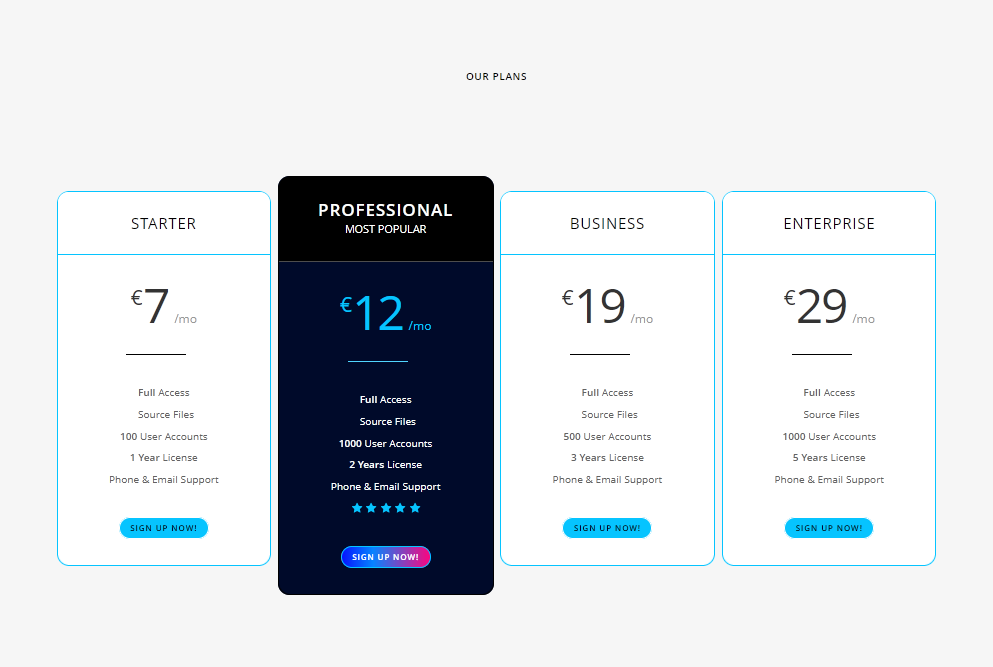 OUR PLANS
STARTER
€7 /mo
Full Access
Source Files
100 User Accounts
1 Year License
Phone & Email Support
SIGN UP NOW!
PROFESSIONAL
MOST POPULAR
€12 /mo
Full Access
Source Files
1000 User Accounts
2 Years License
Phone & Email Support
SIGN UP NOW!
BUSINESS
€19 /mo
Full Access
Source Files
500 User Accounts
3 Years License
Phone & Email Support
SIGN UP NOW!
ENTERPRISE
€29 /mo
Full Access
Source Files
1000 User Accounts
5 Years License
Phone & Email Support
SIGN UP NOW!